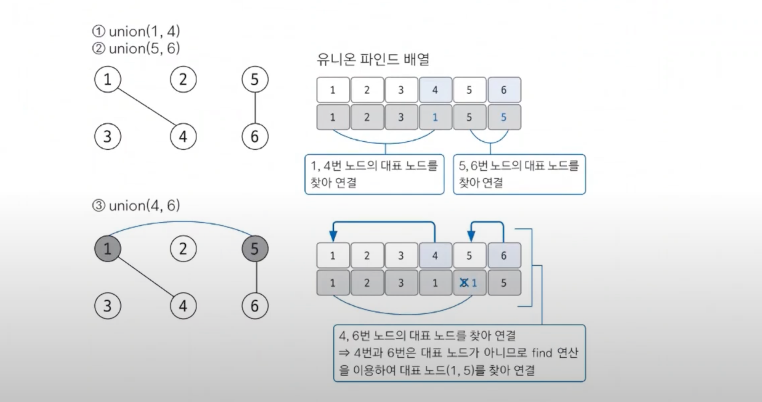 ① union(1, 4)
② union(5, 6)
1 2 5
3 4 6
유니온 파인드 배열
1 2 3 4 5 6
1 2 3 1 5 5
1, 4번 노드의 대표 노드를
찾아 연결
5, 6번 노드의 대표 노드를
찾아 연결
③ union(4, 6)
1 2 5
3 4 6
1 2 3 4 5 6
1 2 3 1 5 1 5
4, 6번 노드의 대표 노드를 찾아 연결
⇒ 4번과 6번은 대표 노드가 아니므로 find 연산
을 이용하여 대표 노드(1, 5)를 찾아 연결